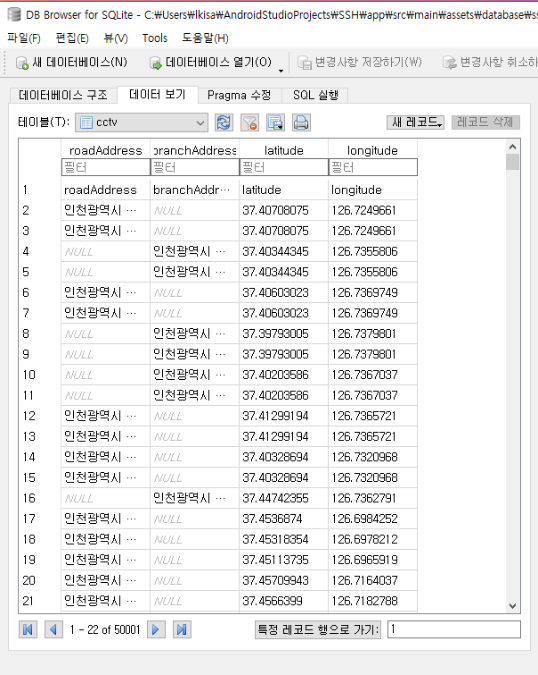 DB Browser for SQLite - C:₩Users₩lkisa₩AndroidStudioProjects₩SSH₩app₩src₩main₩assets₩database₩ss
파일(F) 편집(E) 뷰(V) Tools 도움말(H)
새 데이터베이스(N) 데이터베이스 열기(O) 변경사항 저장하기(W) 변경사항 취소하
데이터베이스 구조 데이터 보기 Pragma 수정 SQL 실행
테이블(T): cctv 새 레코드 레코드 삭제
roadAddress branchAddress latitude longitude
필터 필터 필터 필터
1 roadAddress branchAddr··· latitude longitude
2 인천광역시 ··· NULL 37.40708075 126.7249661
3 인천광역시 ··· NULL 37.40708075 126.7249661
4 NULL 인천광역시 ··· 37.40344345 126.7355806
5 NULL 인천광역시 ··· 37.40344345 126.7355806
6 인천광역시 ··· NULL 37.40603023 126.7369749
7 인천광역시 ··· NULL 37.40603023 126.7369749
8 NULL 인천광역시 ··· 37.39793005 126.7379801
9 NULL 인천광역시 ··· 37.39793005 126.7379801
10 NULL 인천광역시 ··· 37.40203586 126.7367037
11 NULL 인천광역시 ··· 37.40203586 126.7367037
12 인천광역시 ··· NULL 37.41299194 126.7365721
13 인천광역시 ··· NULL 37.41299194 126.7365721
14 인천광역시 ··· NULL 37.40328694 126.7320968
15 인천광역시 ··· NULL 37.40328694 126.7320968
16 NULL 인천광역시 ··· 37.44742355 126.7362791
17 인천광역시 ··· NULL 37.4536874 126.6984252
18 인천광역시 ··· NULL 37.45318354 126.6978212
19 인천광역시 ··· NULL 37.45113735 126.6965919
20 인천광역시 ··· NULL 37.45709943 126.7164037
21 인천광역시 ··· NULL 37.4566399 126.7182788
1 - 22 of 50001 특정 레코드 행으로 가기: 1